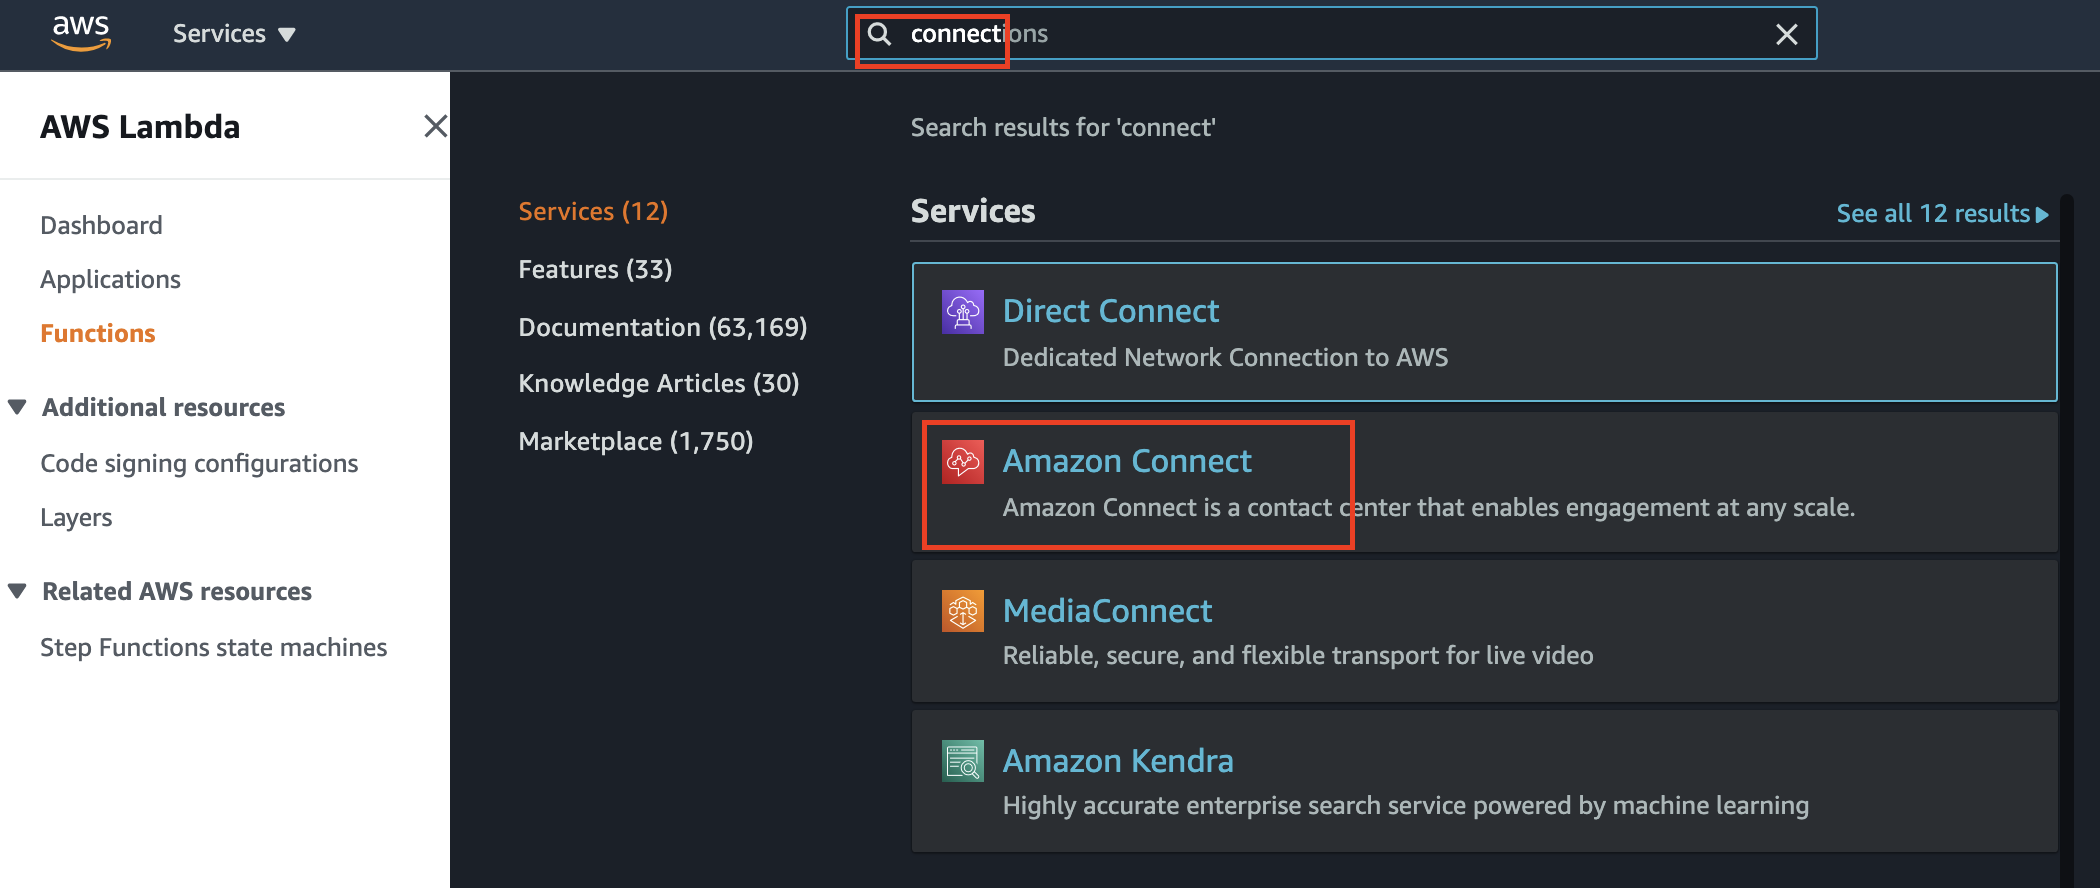 aws
Services
connections
AWS Lambda
Dashboard
Applications
Functions
Additional resources
Code signing configurations
Layers
Related AWS resources
Step Functions state machines
Services (12)
Features (33)
Documentation (63,169)
Knowledge Articles (30)
Marketplace (1,750)
Search results for 'connect'
Services
See all 12 results
Direct Connect
Dedicated Network Connection to AWS
Amazon Connect
Amazon Connect is a contact center that enables engagement at any scale.
MediaConnect
Reliable, secure, and flexible transport for live video
Amazon Kendra
Highly accurate enterprise search service powered by machine learning